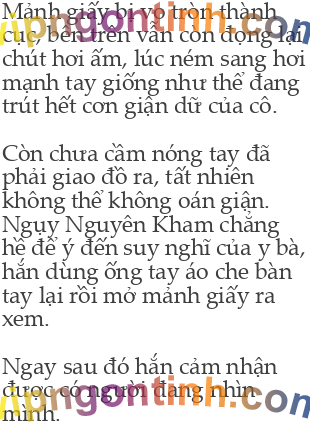 Mảnh giấy bị vo tròn thành
cục, bên trên vẫn còn đọng lại
chút hơi ấm, lúc ném sang hơi
mạnh tay giống như thể đang
trút hết cơn giận dữ của cô.
Còn chưa cầm nóng tay đã
phải giao đồ ra, tất nhiên
không thể không oán giận.
Ngụy Nguyên Kham chẳng
hề để ý đến suy nghĩ của y bà,
hắn dùng ống tay áo che bàn
tay lại rồi mở mảnh giấy ra
xem.
Ngay sau đó hắn cảm nhận
được có người đang nhìn
mình.